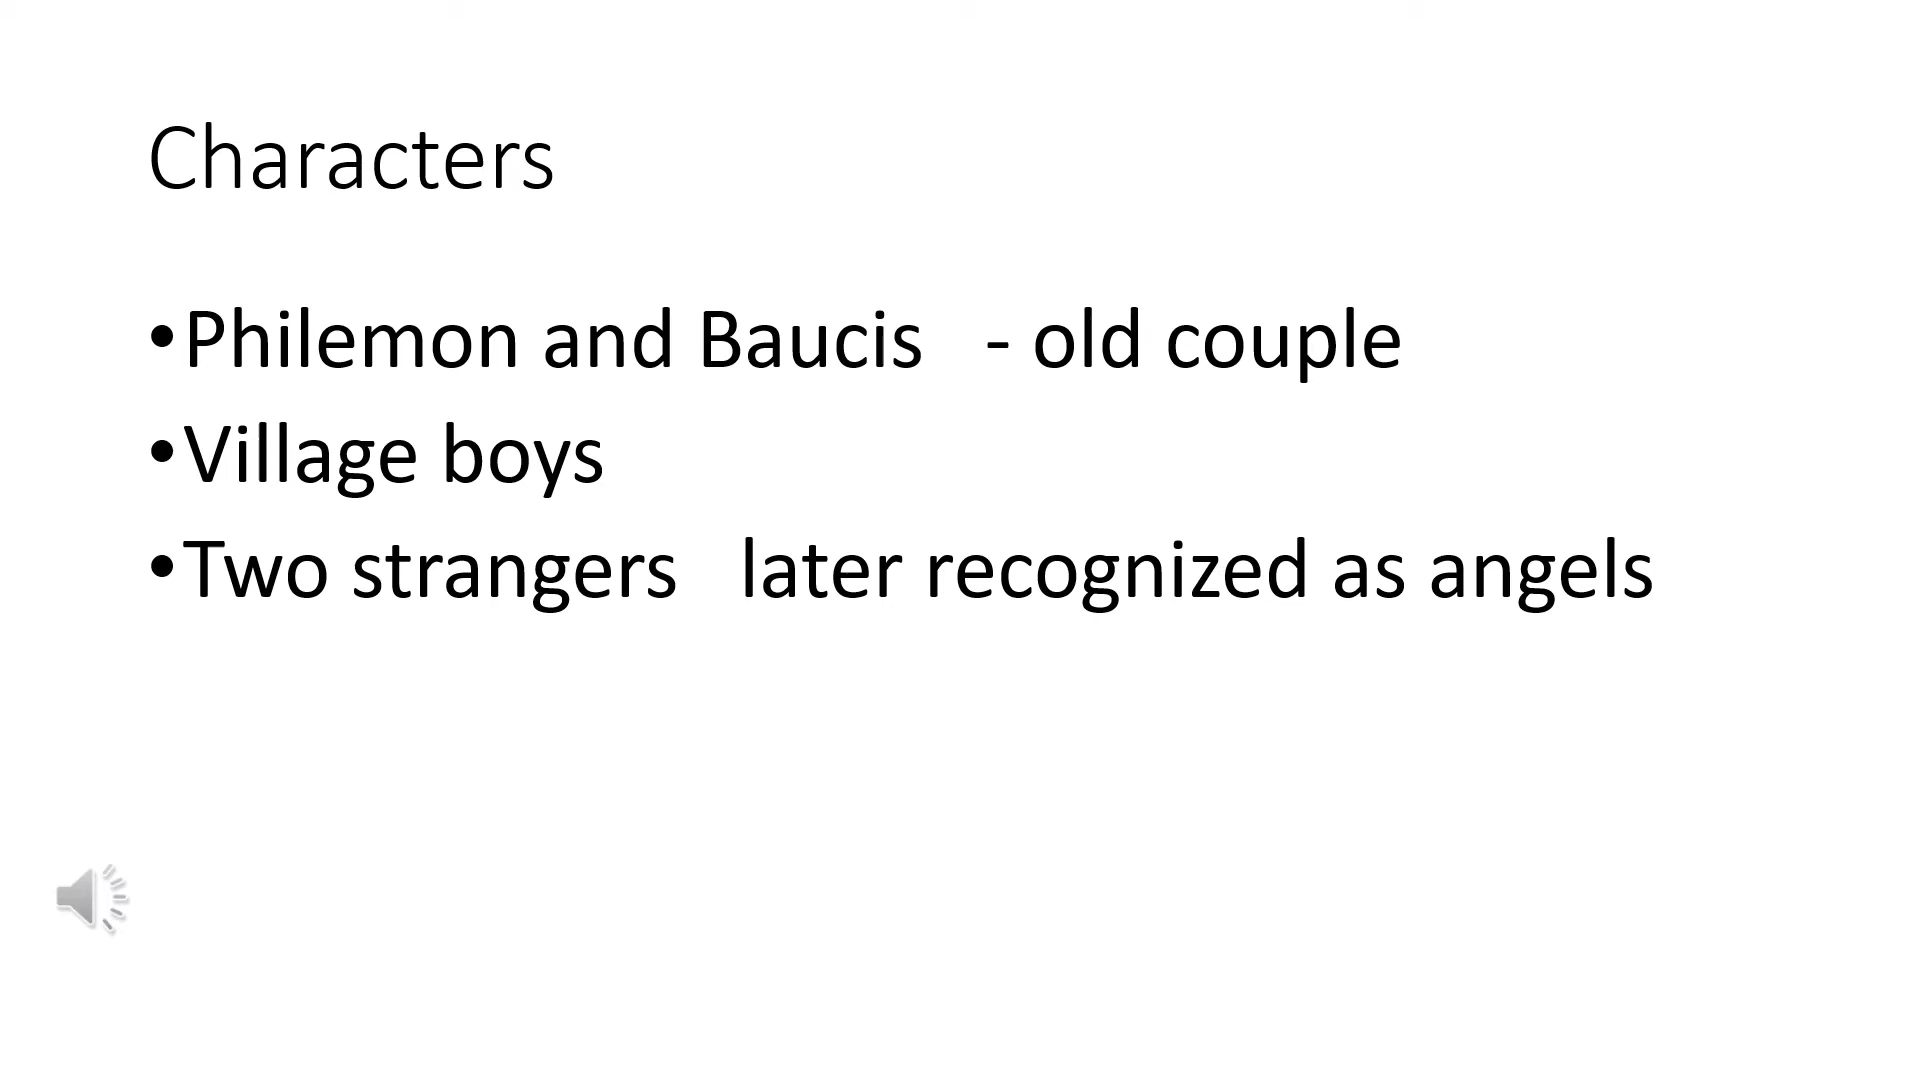 Characters
•Philemon and Baucis   - old couple
•Village boys
•Two strangers   later recognized as angels